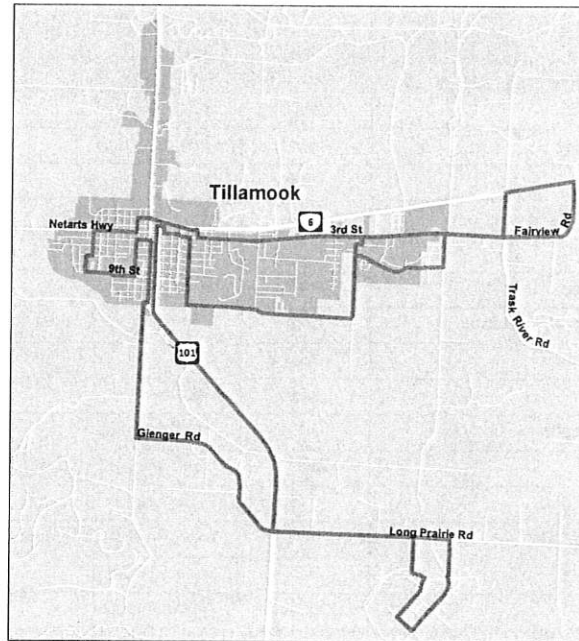 Tillamook
6
Netarts Hwy
3rd St
Fairview Rd
9th St
Trask River Rd
101
Gienger Rd
Long Prairie Rd